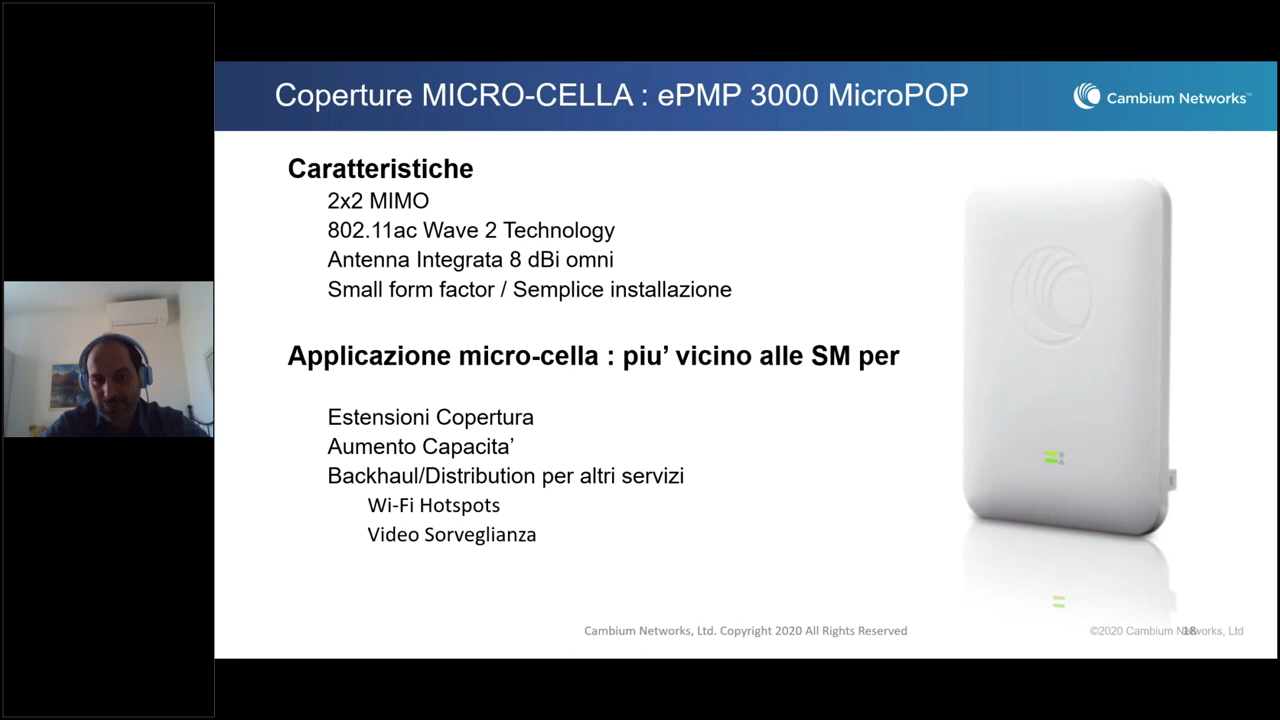 Coperture MICRO-CELLA : ePMP 3000 MicroPOP
Cambium Networks™
Caratteristiche
2x2 MIMO
802.11ac Wave 2 Technology
Antenna Integrata 8 dBi omni
Small form factor / Semplice installazione
Applicazione micro-cella : piu’ vicino alle SM per
Estensioni Copertura
Aumento Capacita’
Backhaul/Distribution per altri servizi
Wi-Fi Hotspots
Video Sorveglianza
Cambium Networks, Ltd. Copyright 2020 All Rights Reserved
©2020 Cambium Networks, Ltd
18